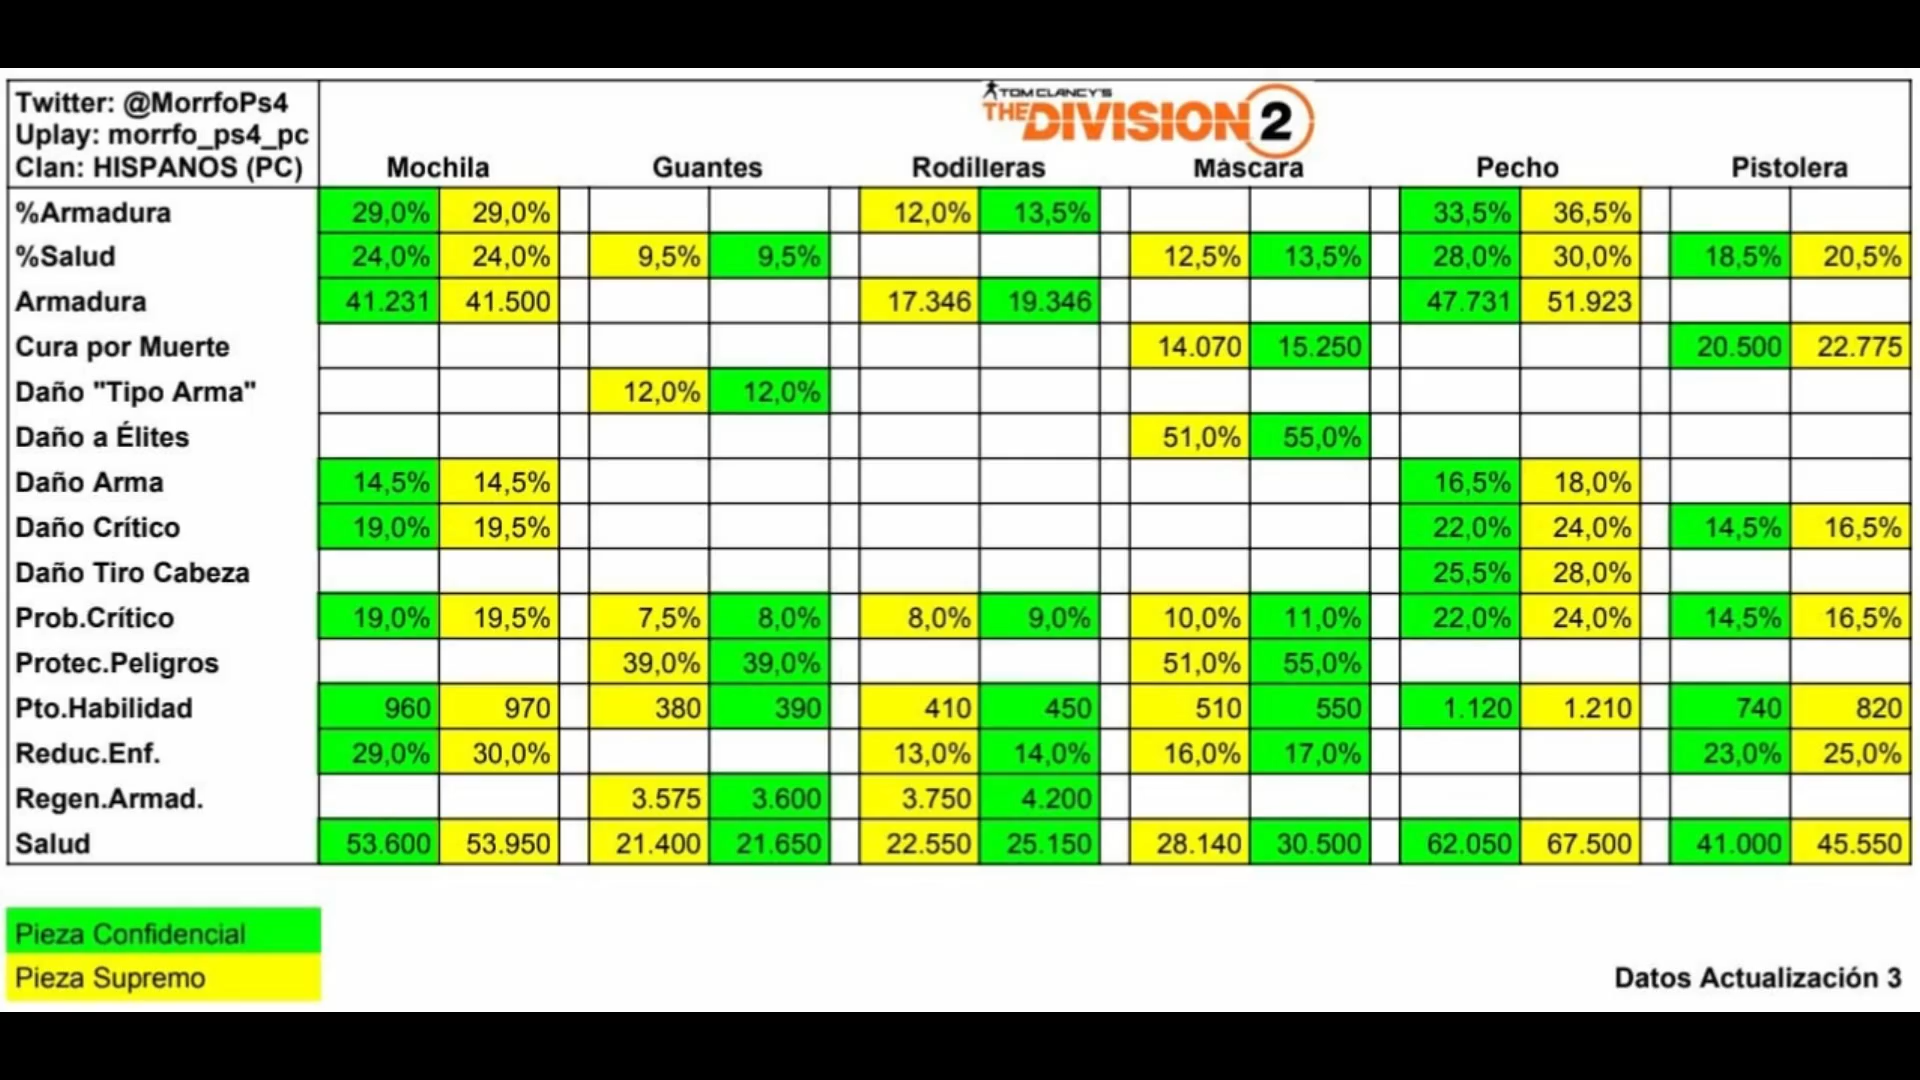 Twitter: @MorrfoPs4
Uplay: morrfo_ps4_pc
Clan: HISPANOS (PC)
TOM CLANCY'S
THE DIVISION 2
Mochila Guantes Rodilleras Máscara Pecho Pistolera
%Armadura 29,0% 29,0% 12,0% 13,5% 33,5% 36,5%
%Salud 24,0% 24,0% 9,5% 9,5% 12,5% 13,5% 28,0% 30,0% 18,5% 20,5%
Armadura 41.231 41.500 17.346 19.346 47.731 51.923
Cura por Muerte 14.070 15.250 20.500 22.775
Daño "Tipo Arma" 12,0% 12,0%
Daño a Élites 51,0% 55,0%
Daño Arma 14,5% 14,5% 16,5% 18,0%
Daño Crítico 19,0% 19,5% 22,0% 24,0% 14,5% 16,5%
Daño Tiro Cabeza 25,5% 28,0%
Prob.Crítico 19,0% 19,5% 7,5% 8,0% 8,0% 9,0% 10,0% 11,0% 22,0% 24,0% 14,5% 16,5%
Protec.Peligros 39,0% 39,0% 51,0% 55,0%
Pto.Habilidad 960 970 380 390 410 450 510 550 1.120 1.210 740 820
Reduc.Enf. 29,0% 30,0% 13,0% 14,0% 16,0% 17,0% 23,0% 25,0%
Regen.Armad. 3.575 3.600 3.750 4.200
Salud 53.600 53.950 21.400 21.650 22.550 25.150 28.140 30.500 62.050 67.500 41.000 45.550
Pieza Confidencial
Pieza Supremo
Datos Actualización 3